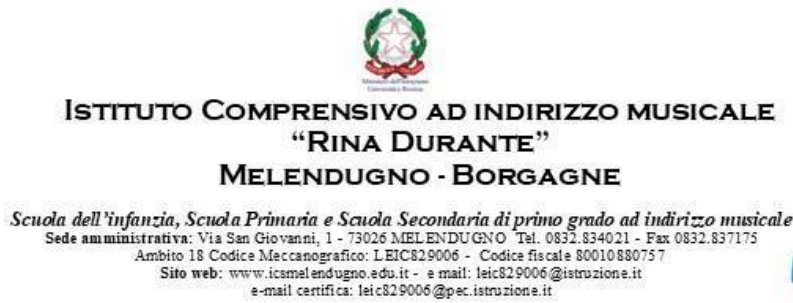 ISTITUTO COMPRENSIVO AD INDIRIZZO MUSICALE
“RINA DURANTE”
MELENDUGNO - BORGAGNE
Scuola dell’infanzia, Scuola Primaria e Scuola Secondaria di primo grado ad indirizzo musicale
Sede amministrativa: Via San Giovanni, 1 - 73026 MELENDUGNO Tel. 0832.834021 - Fax 0832.837175
Ambito 18 Codice Meccanografico: LEIC829006 - Codice fiscale 80010880757
Sito web: www.icsmelendugno.edu.it - e mail: leic829006@istruzione.it
e-mail certifica: leic829006@pec.istruzione.it